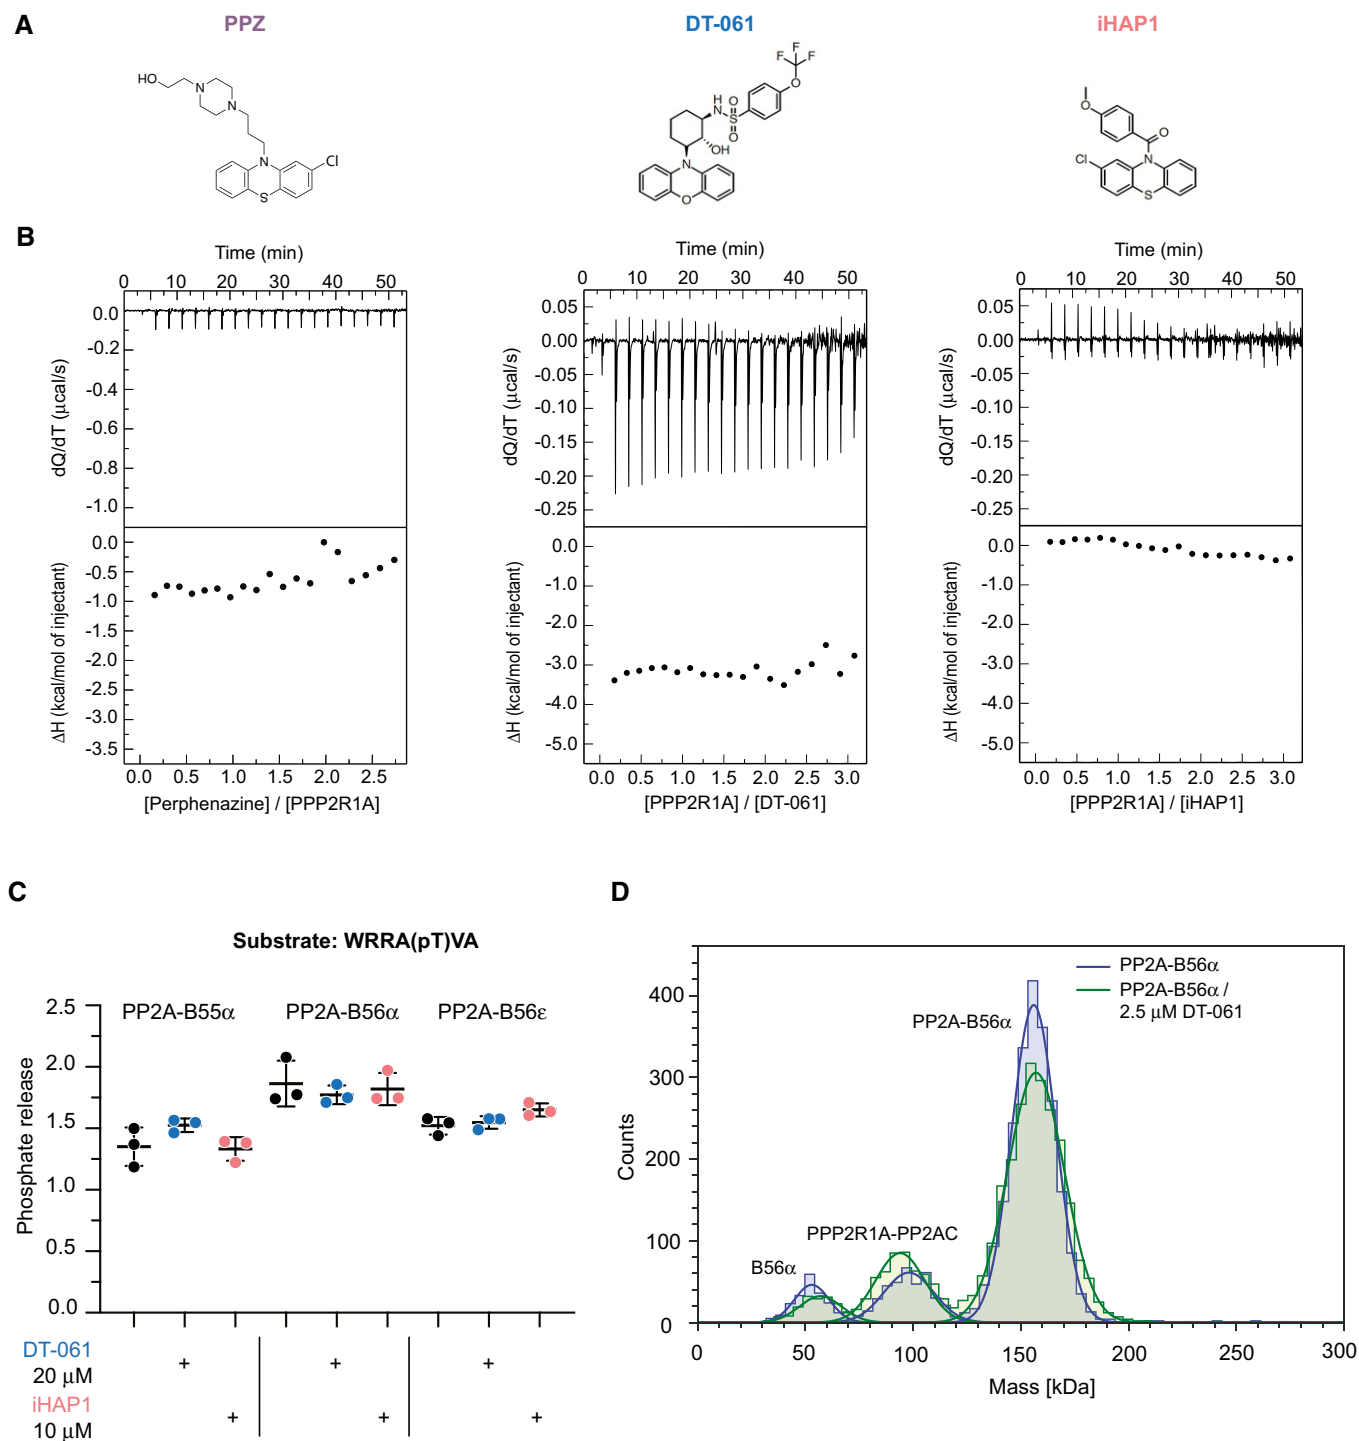 A
PPZ
DT-061
iHAP1
HO
N
N
N
Cl
S
F
F
F
O
H
N
O
S
O
OH
N
O
O
O
Cl
N
S
B
Time (min)
0 10 20 30 40 50
0.0
-0.2
-0.4
-0.6
-0.8
-1.0
dQ/dT (μcal/s)
0.0
-0.5
-1.0
-1.5
-2.0
-2.5
-3.0
-3.5
ΔH (kcal/mol of injectant)
0.0 0.5 1.0 1.5 2.0 2.5
[Perphenazine] / [PPP2R1A]
Time (min)
0 10 20 30 40 50
0.05
0.00
-0.05
-0.10
-0.15
-0.20
-0.25
dQ/dT (μcal/s)
0.0
-1.0
-2.0
-3.0
-4.0
-5.0
ΔH (kcal/mol of injectant)
0.0 0.5 1.0 1.5 2.0 2.5 3.0
[PPP2R1A] / [DT-061]
Time (min)
0 10 20 30 40 50
0.05
0.00
-0.05
-0.10
-0.15
-0.20
-0.25
dQ/dT (μcal/s)
0.0
-1.0
-2.0
-3.0
-4.0
-5.0
ΔH (kcal/mol of injectant)
0.0 0.5 1.0 1.5 2.0 2.5 3.0
[PPP2R1A] / [iHAP1]
C
Substrate: WRRA(pT)VA
PP2A-B55α PP2A-B56α PP2A-B56ε
2.5
2.0
1.5
1.0
0.5
0.0
Phosphate release
DT-061 + + +
20 μM
iHAP1 + + +
10 μM
D
PP2A-B56α
PP2A-B56α /
2.5 μM DT-061
PP2A-B56α
PPP2R1A-PP2AC
B56α
400
300
200
100
0
Counts
0 50 100 150 200 250 300
Mass [kDa]